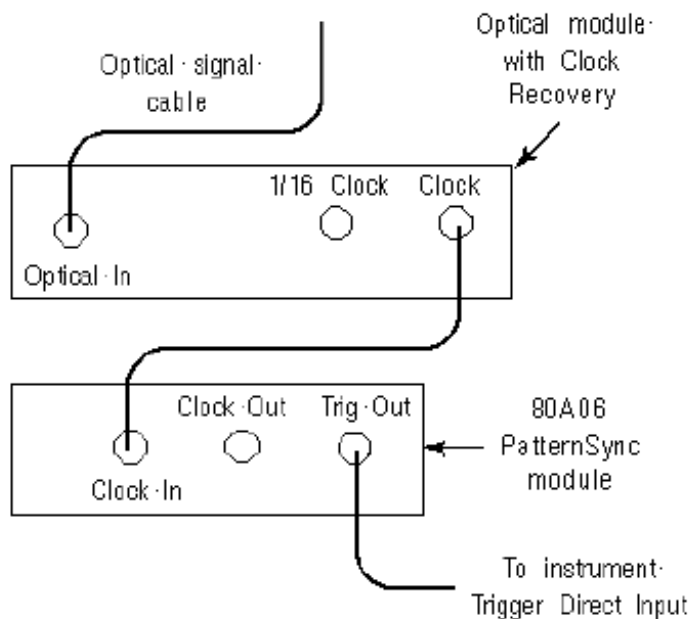 Optical signal
cable
Optical module
with Clock
Recovery
1/16 Clock
Clock
Optical In
Clock Out
Trig Out
Clock In
80A06
PatternSync
module
To instrument
Trigger Direct Input